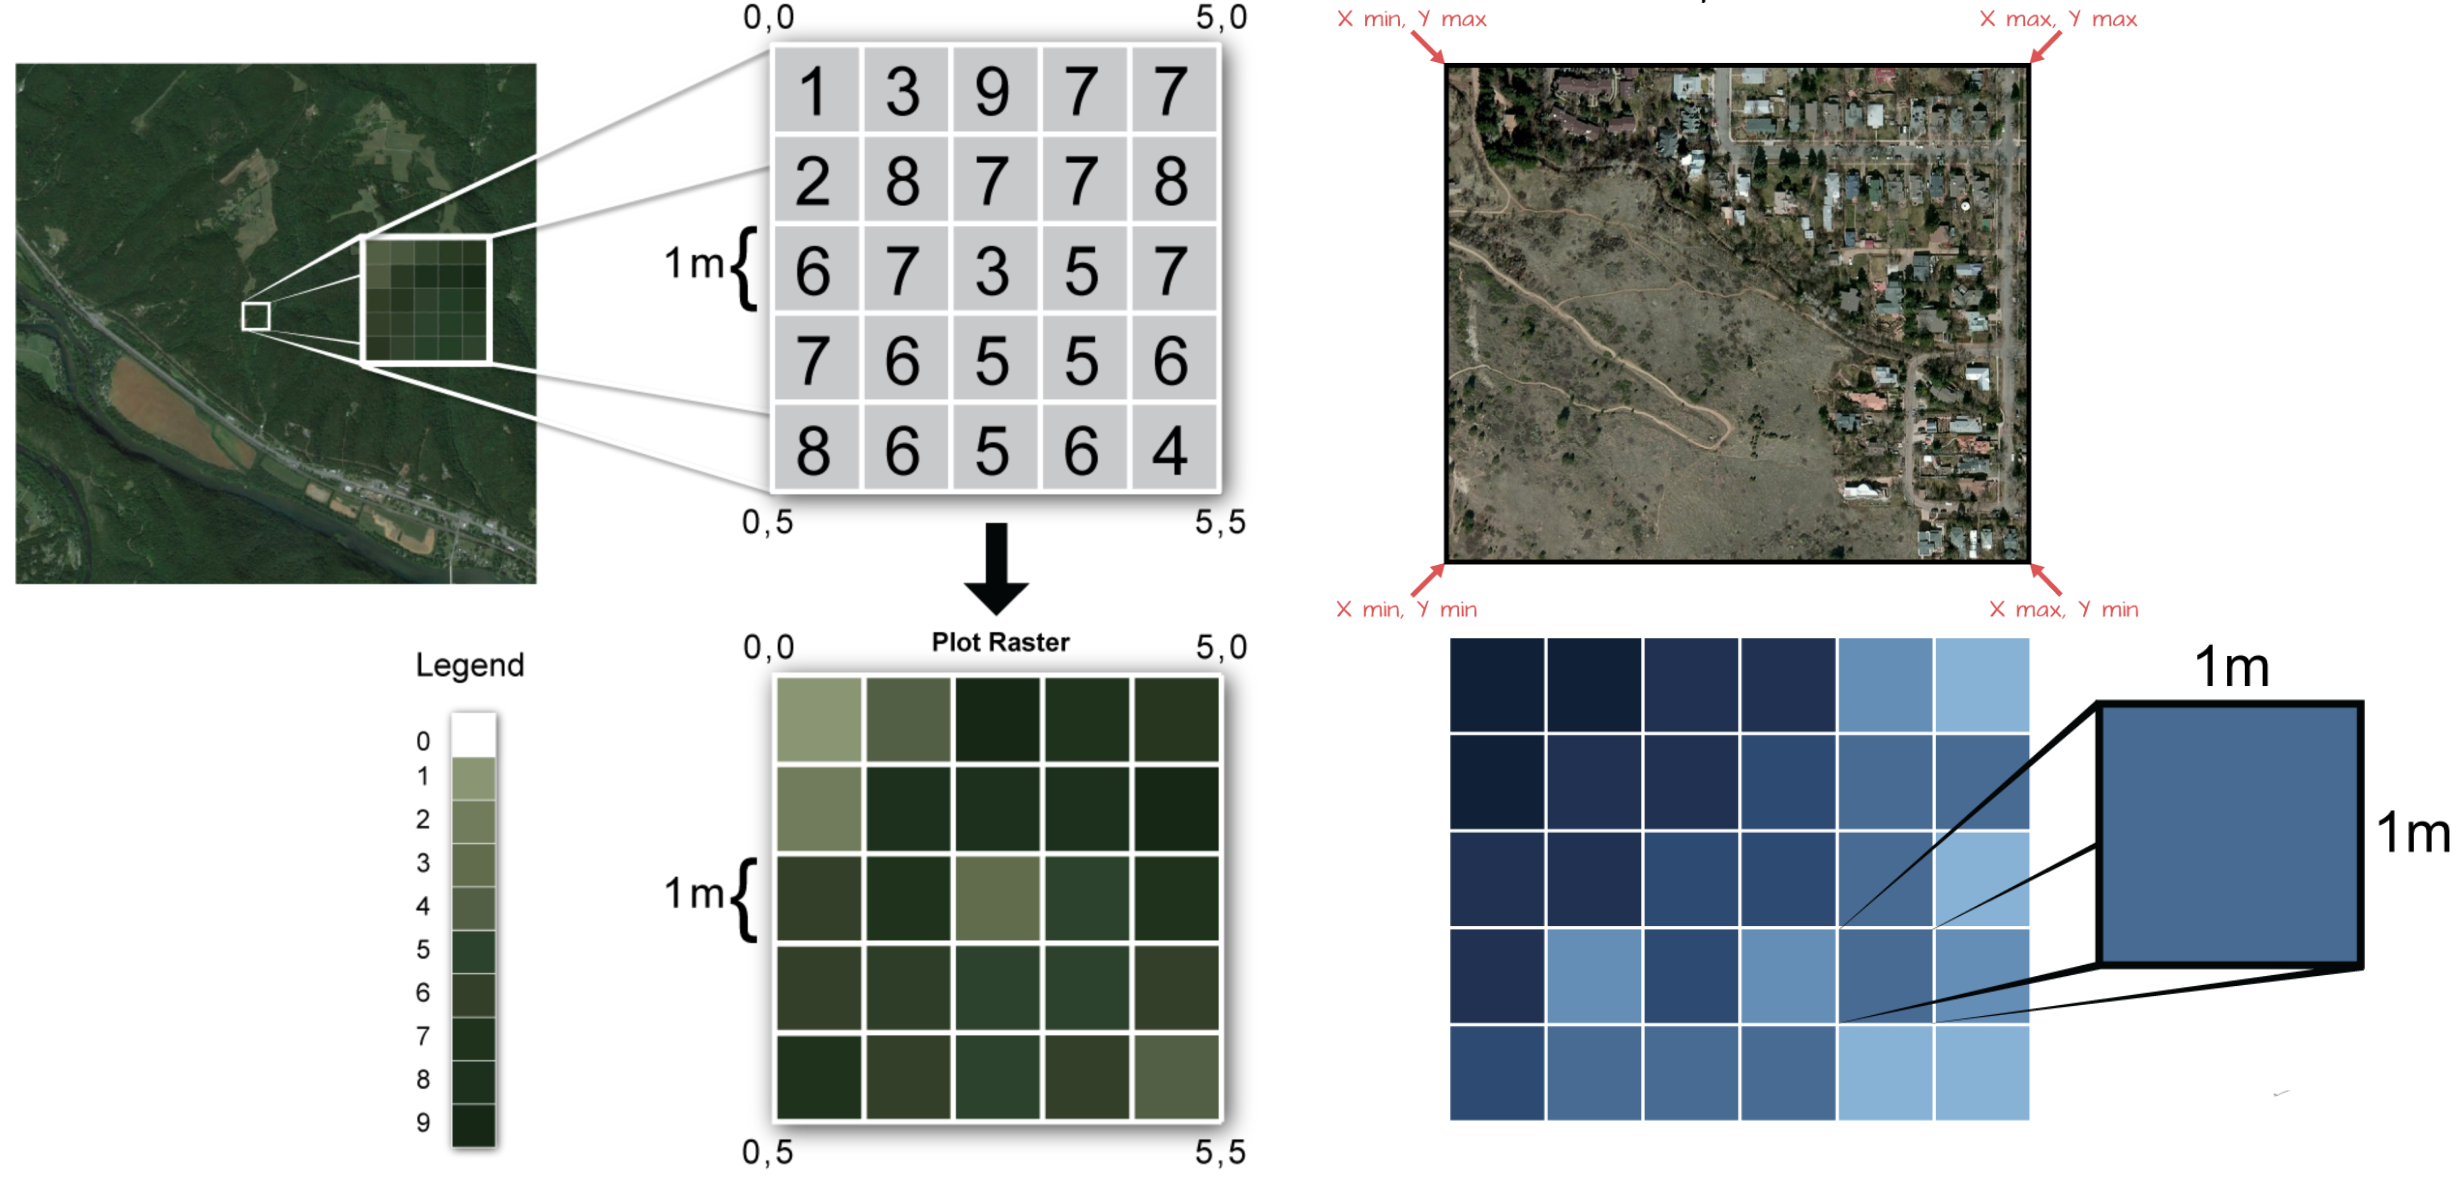 0,0 5,0
1 3 9 7 7
2 8 7 7 8
1m{ 6 7 3 5 7
7 6 5 5 6
8 6 5 6 4
0,5 5,5
Plot Raster
0,0 5,0
1m{
0,5 5,5
Legend
0
1
2
3
4
5
6
7
8
9
X min, Y max X max, Y max
X min, Y min X max, Y min
1m
1m